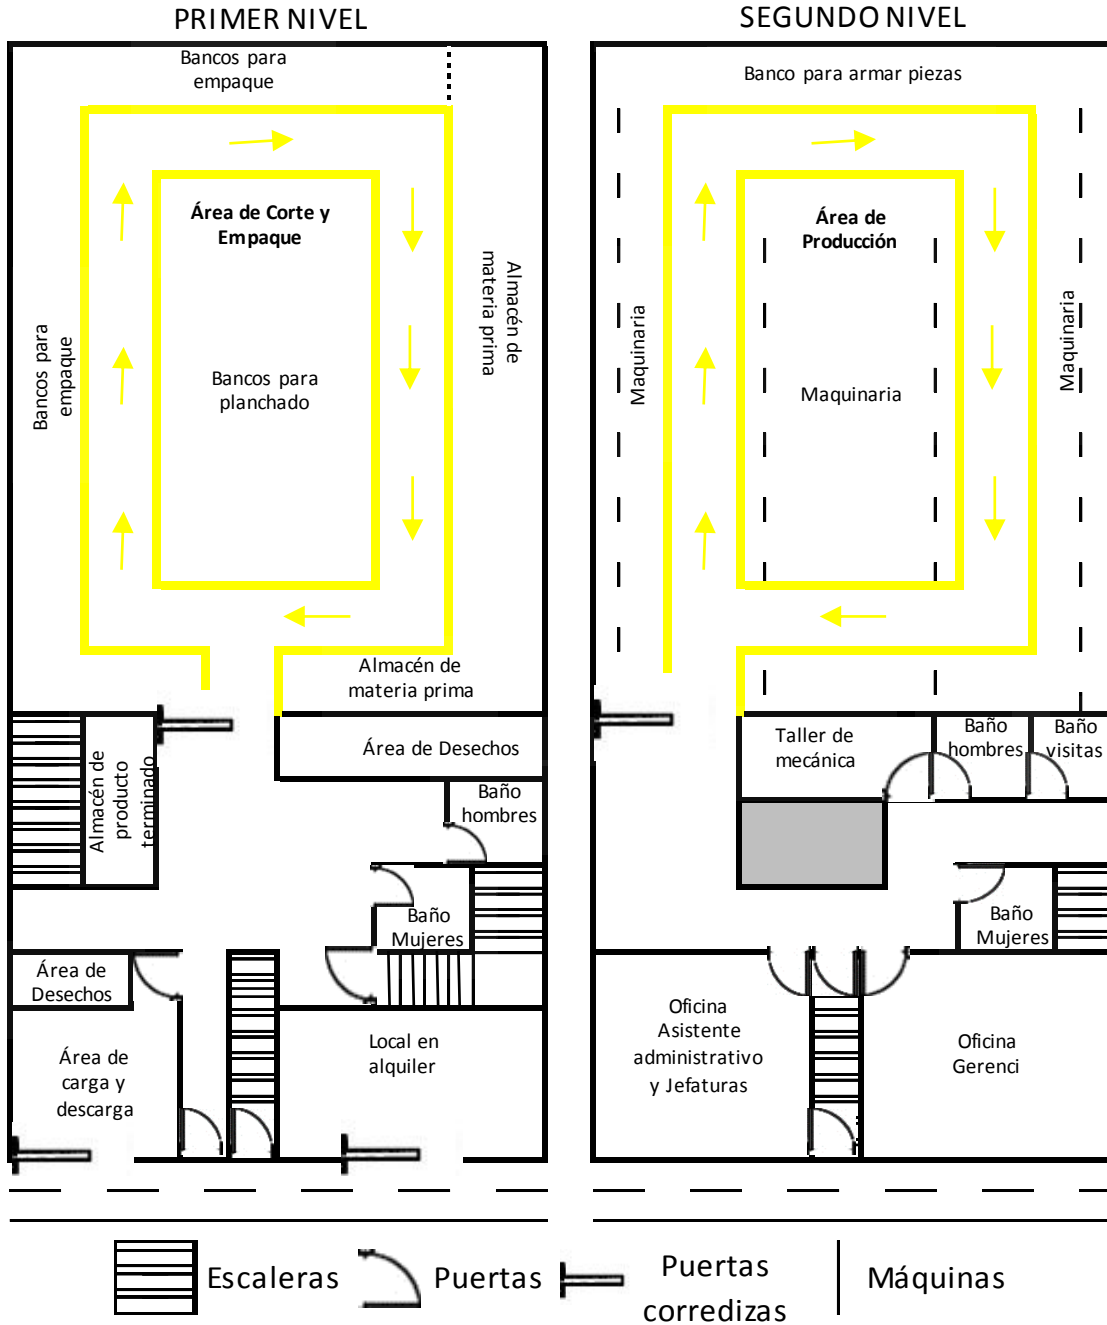 PRIMER NIVEL
Bancos para
empaque
Área de Corte y
Empaque
Bancos para
empaque
Bancos para
planchado
Almacén de
materia prima
Almacén de
materia prima
Área de Desechos
Almacén de
producto
terminado
Baño
hombres
Baño
Mujeres
Área de
Desechos
Área de
carga y
descarga
Local en
alquiler
SEGUNDO NIVEL
Banco para armar piezas
Área de
Producción
Maquinaria
Maquinaria
Maquinaria
Taller de
mecánica
Baño
hombres
Baño
visitas
Baño
Mujeres
Oficina
Asistente
administrativo
y Jefaturas
Oficina
Gerenci
Escaleras
Puertas
Puertas
corredizas
Máquinas